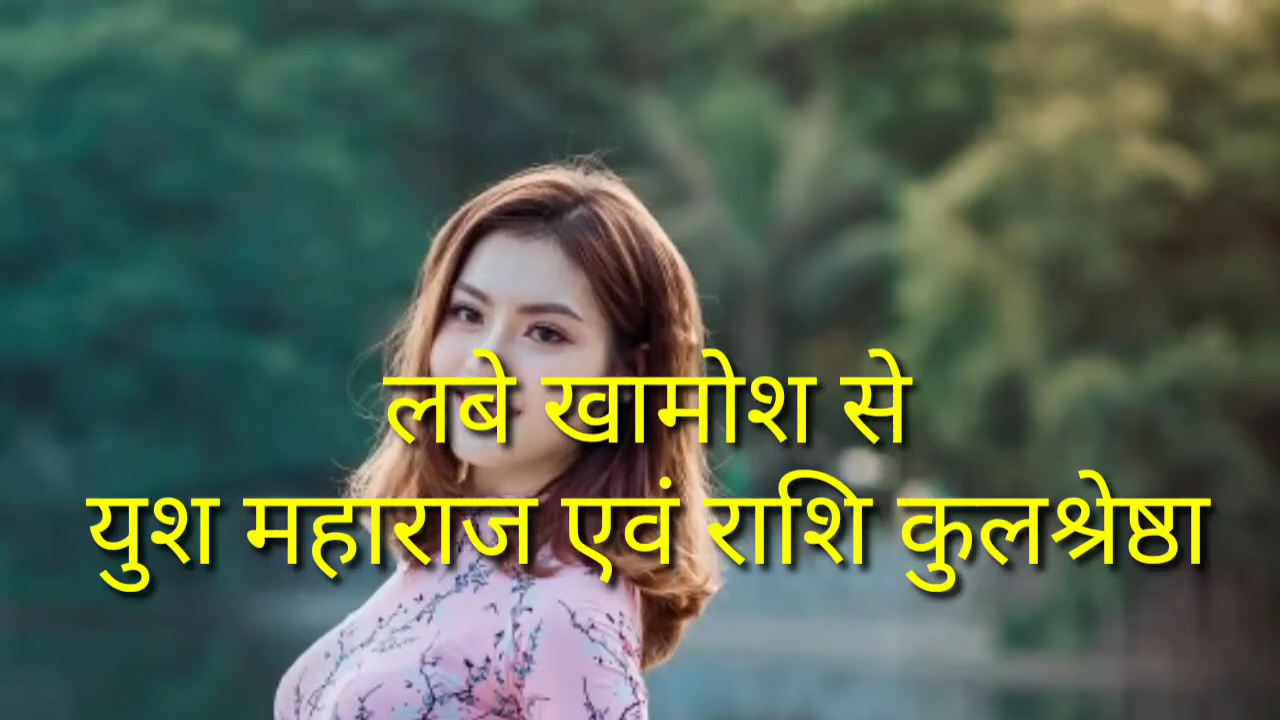 लबे खामोश से
युश महाराज एवं राशि कुलश्रेष्ठा